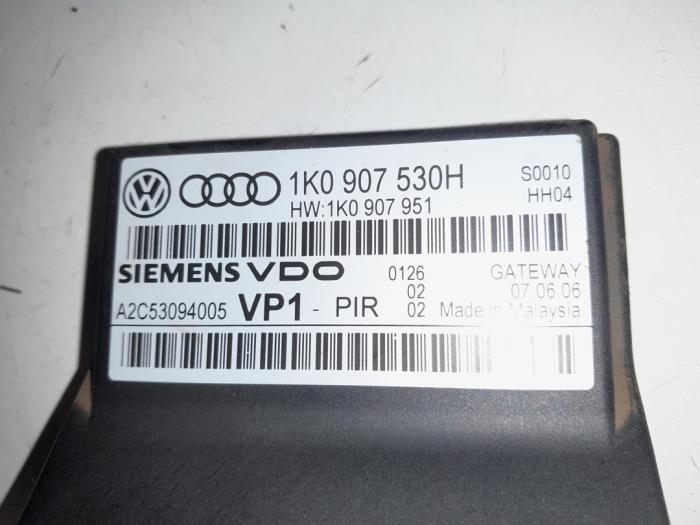 VW 1K0 907 530H S0010
HW:1K0 907 951 HH04
SIEMENS VDO 0126 GATEWAY
02 07.06.06
A2C53094005 VP1 - PIR 02 Made in Malaysia